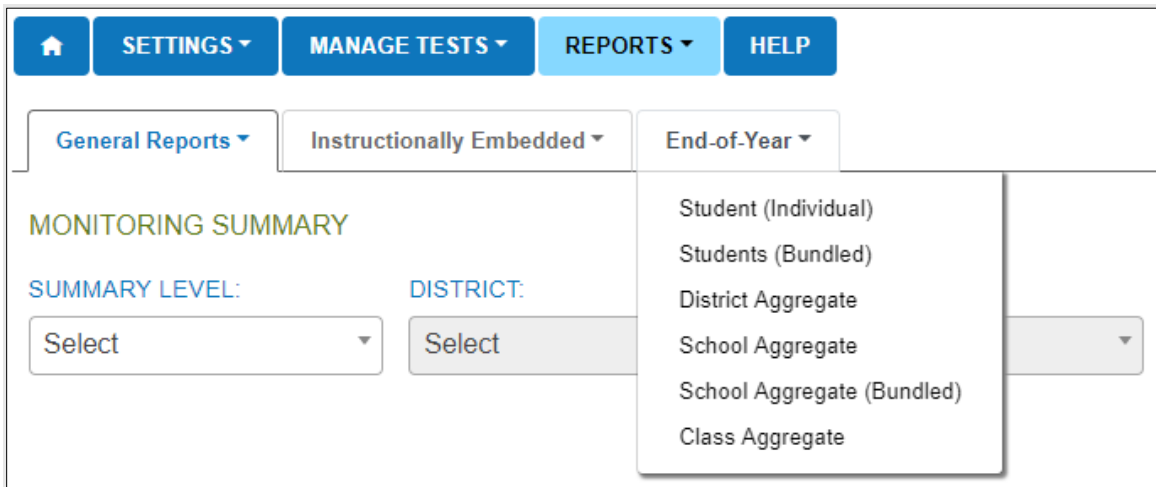 SETTINGS MANAGE TESTS REPORTS HELP
General Reports Instructionally Embedded End-of-Year
MONITORING SUMMARY
SUMMARY LEVEL: DISTRICT:
Select Select
Student (Individual)
Students (Bundled)
District Aggregate
School Aggregate
School Aggregate (Bundled)
Class Aggregate